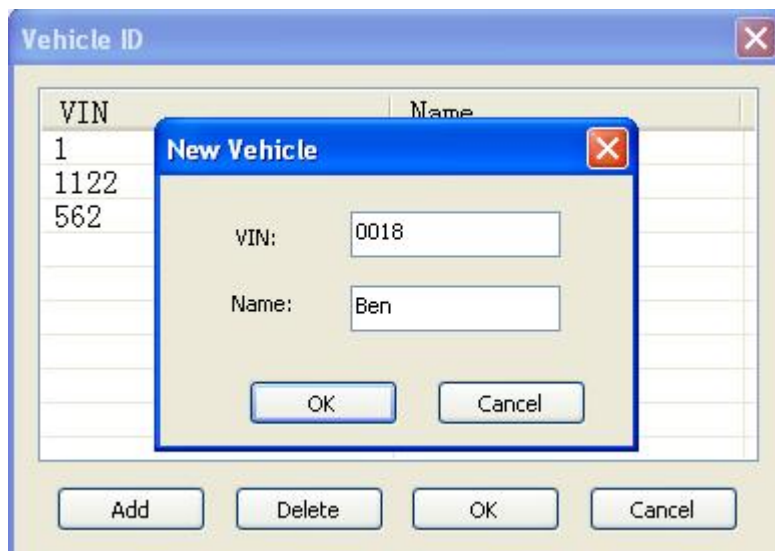 Vehicle ID
VIN Name
1
1122
562
New Vehicle
VIN: 0018
Name: Ben
OK Cancel
Add Delete OK Cancel